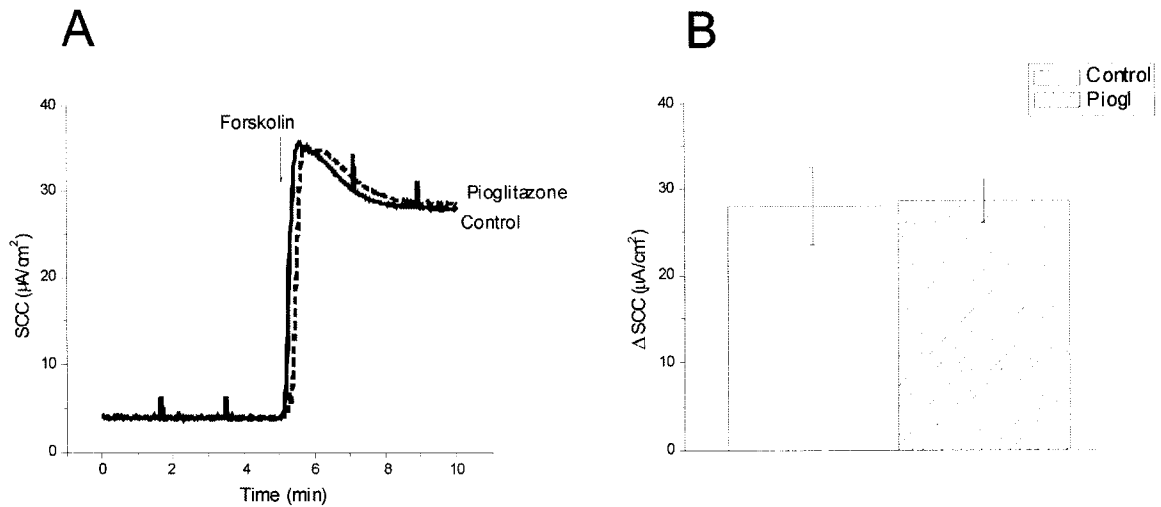 A
SCC (µA/cm²)
40
30
20
10
0
Forskolin
Pioglitazone
Control
0 2 4 6 8 10
Time (min)
B
Control
Piogl
Δ SCC (µA/cm²)
40
30
20
10
0